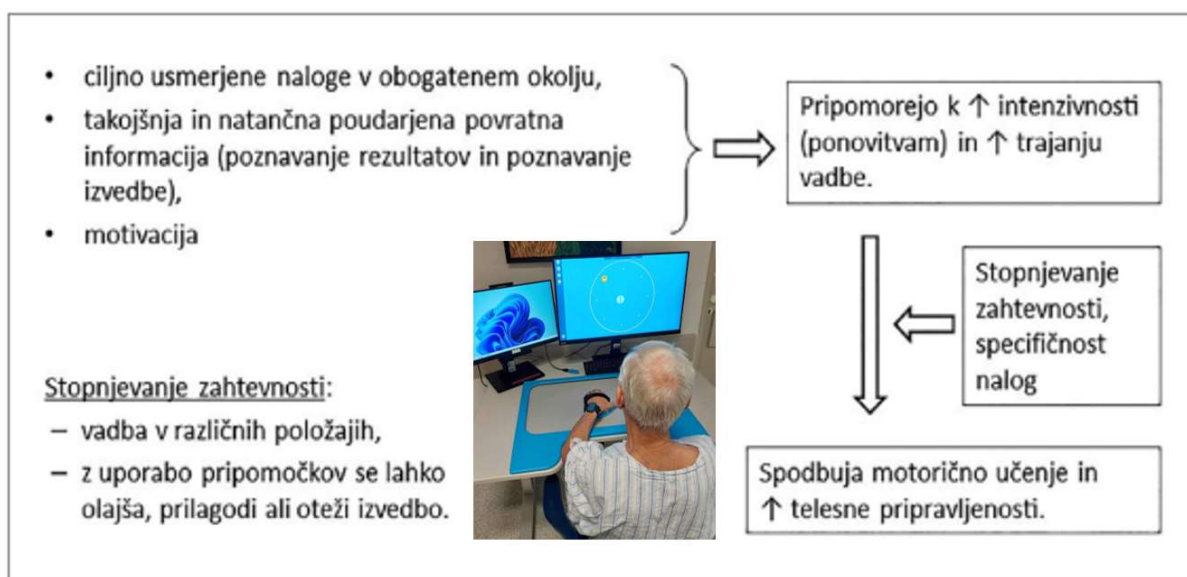 • ciljno usmerjene naloge v obogatenem okolju,
• takojšnja in natančna poudarjena povratna
informacija (poznavanje rezultatov in poznavanje
izvedbe),
• motivacija
Pripomorejo k ↑ intenzivnosti
(ponovitvam) in ↑ trajanju
vadbe.
Stopnjevanje
zahtevnosti,
specifičnost
nalog
Stopnjevanje zahtevnosti:
– vadba v različnih položajih,
– z uporabo pripomočkov se lahko
olajša, prilagodi ali oteži izvedbo.
Spodbuja motorično učenje in
↑ telesne pripravljenosti.